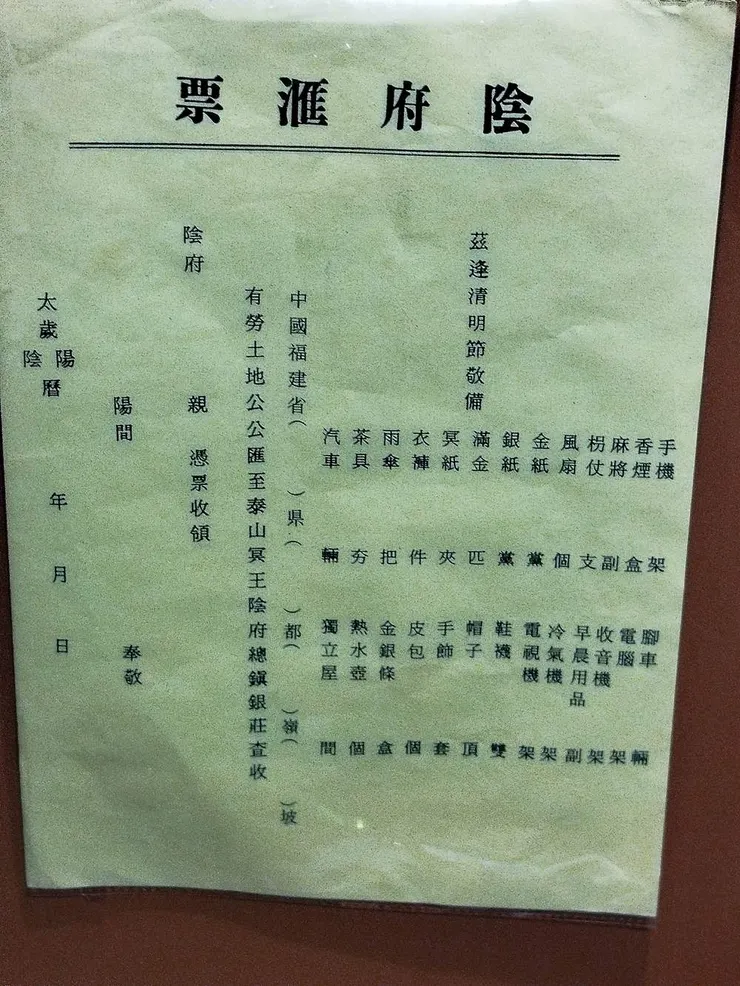 陰府滙票
茲逢清明節敬備
手機 架 腳車 輛
香煙 盒 電腦 架
麻將 副 收音機 架
枴仗 支 早晨用品 副
風扇 個 冷氣機 架
金紙 黨 電視機 架
銀紙 黨 鞋襪 雙
滿金 匹 帽子 頂
冥紙 夾 手飾 套
衣褲 件 皮包 個
雨傘 把 金銀條 盒
茶具 夯 熱水壺 個
汽車 輛 獨立屋 間
中國福建省( )県( )都( )嶺( )坡
有勞土地公公匯至泰山冥王陰府總鎭銀莊査收
陰府 親 憑票收領
陽間 奉敬
太歲陽陰曆 年 月 日